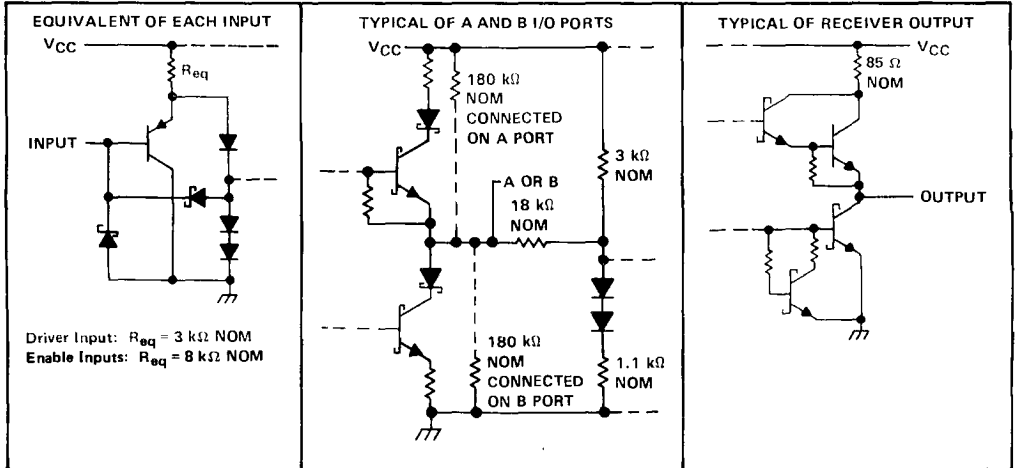 EQUIVALENT OF EACH INPUT
VCC
Req
INPUT
Driver Input: Req = 3 kΩ NOM
Enable Inputs: Req = 8 kΩ NOM
TYPICAL OF A AND B I/O PORTS
VCC
180 kΩ
NOM
CONNECTED
ON A PORT
3 kΩ
NOM
A OR B
18 kΩ
NOM
180 kΩ
NOM
CONNECTED
ON B PORT
1.1 kΩ
NOM
TYPICAL OF RECEIVER OUTPUT
VCC
85 Ω
NOM
OUTPUT